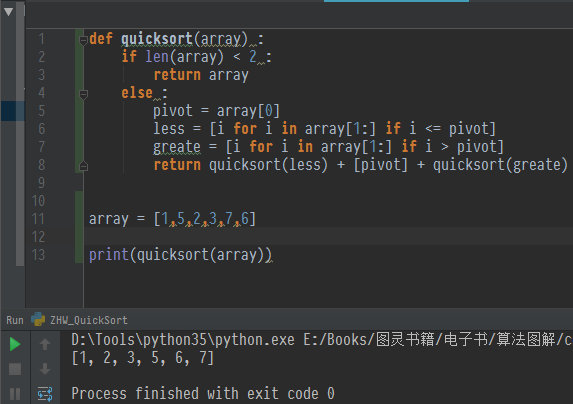 1 def quicksort(array) :
2     if len(array) < 2 :
3         return array
4     else :
5         pivot = array[0]
6         less = [i for i in array[1:] if i <= pivot]
7         greate = [i for i in array[1:] if i > pivot]
8         return quicksort(less) + [pivot] + quicksort(greate)
9
10
11 array = [1,5,2,3,7,6]
12
13 print(quicksort(array))
Run ZHW_QuickSort
D:\Tools\python35\python.exe E:/Books/图灵书籍/电子书/算法图解/c
[1, 2, 3, 5, 6, 7]
Process finished with exit code 0